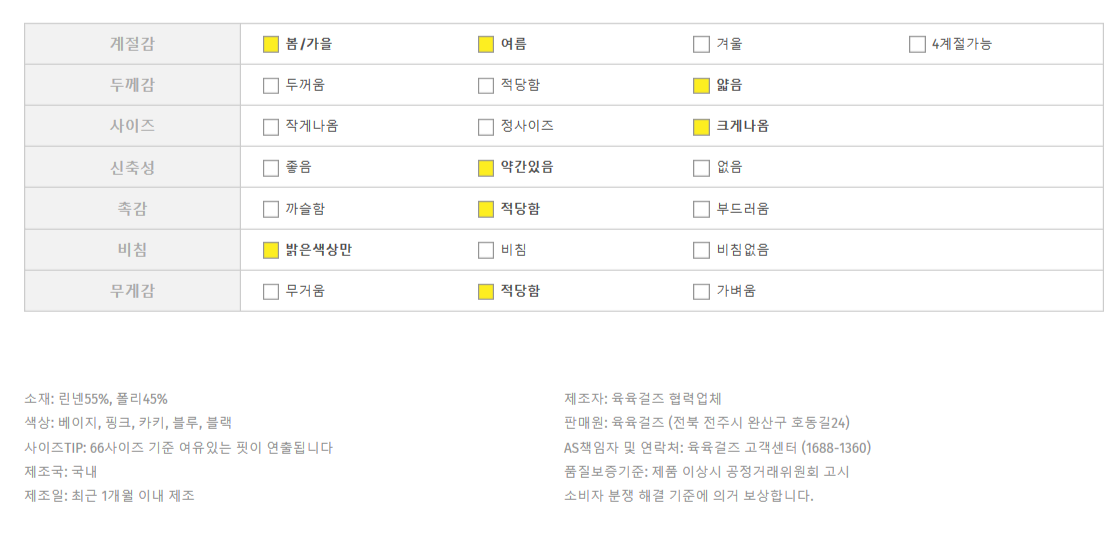 계절감 봄/가을 여름 겨울 4계절가능
두께감 두꺼움 적당함 얇음
사이즈 작게나옴 정사이즈 크게나옴
신축성 좋음 약간있음 없음
촉감 까슬함 적당함 부드러움
비침 밝은색상만 비침 비침없음
무게감 무거움 적당함 가벼움
소재: 린넨55%, 폴리45%
색상: 베이지, 핑크, 카키, 블루, 블랙
사이즈TIP: 66사이즈 기준 여유있는 핏이 연출됩니다
제조국: 국내
제조일: 최근 1개월 이내 제조
제조자: 육육걸즈 협력업체
판매원: 육육걸즈 (전북 전주시 완산구 호동길24)
AS책임자 및 연락처: 육육걸즈 고객센터 (1688-1360)
품질보증기준: 제품 이상시 공정거래위원회 고시
소비자 분쟁 해결 기준에 의거 보상합니다.